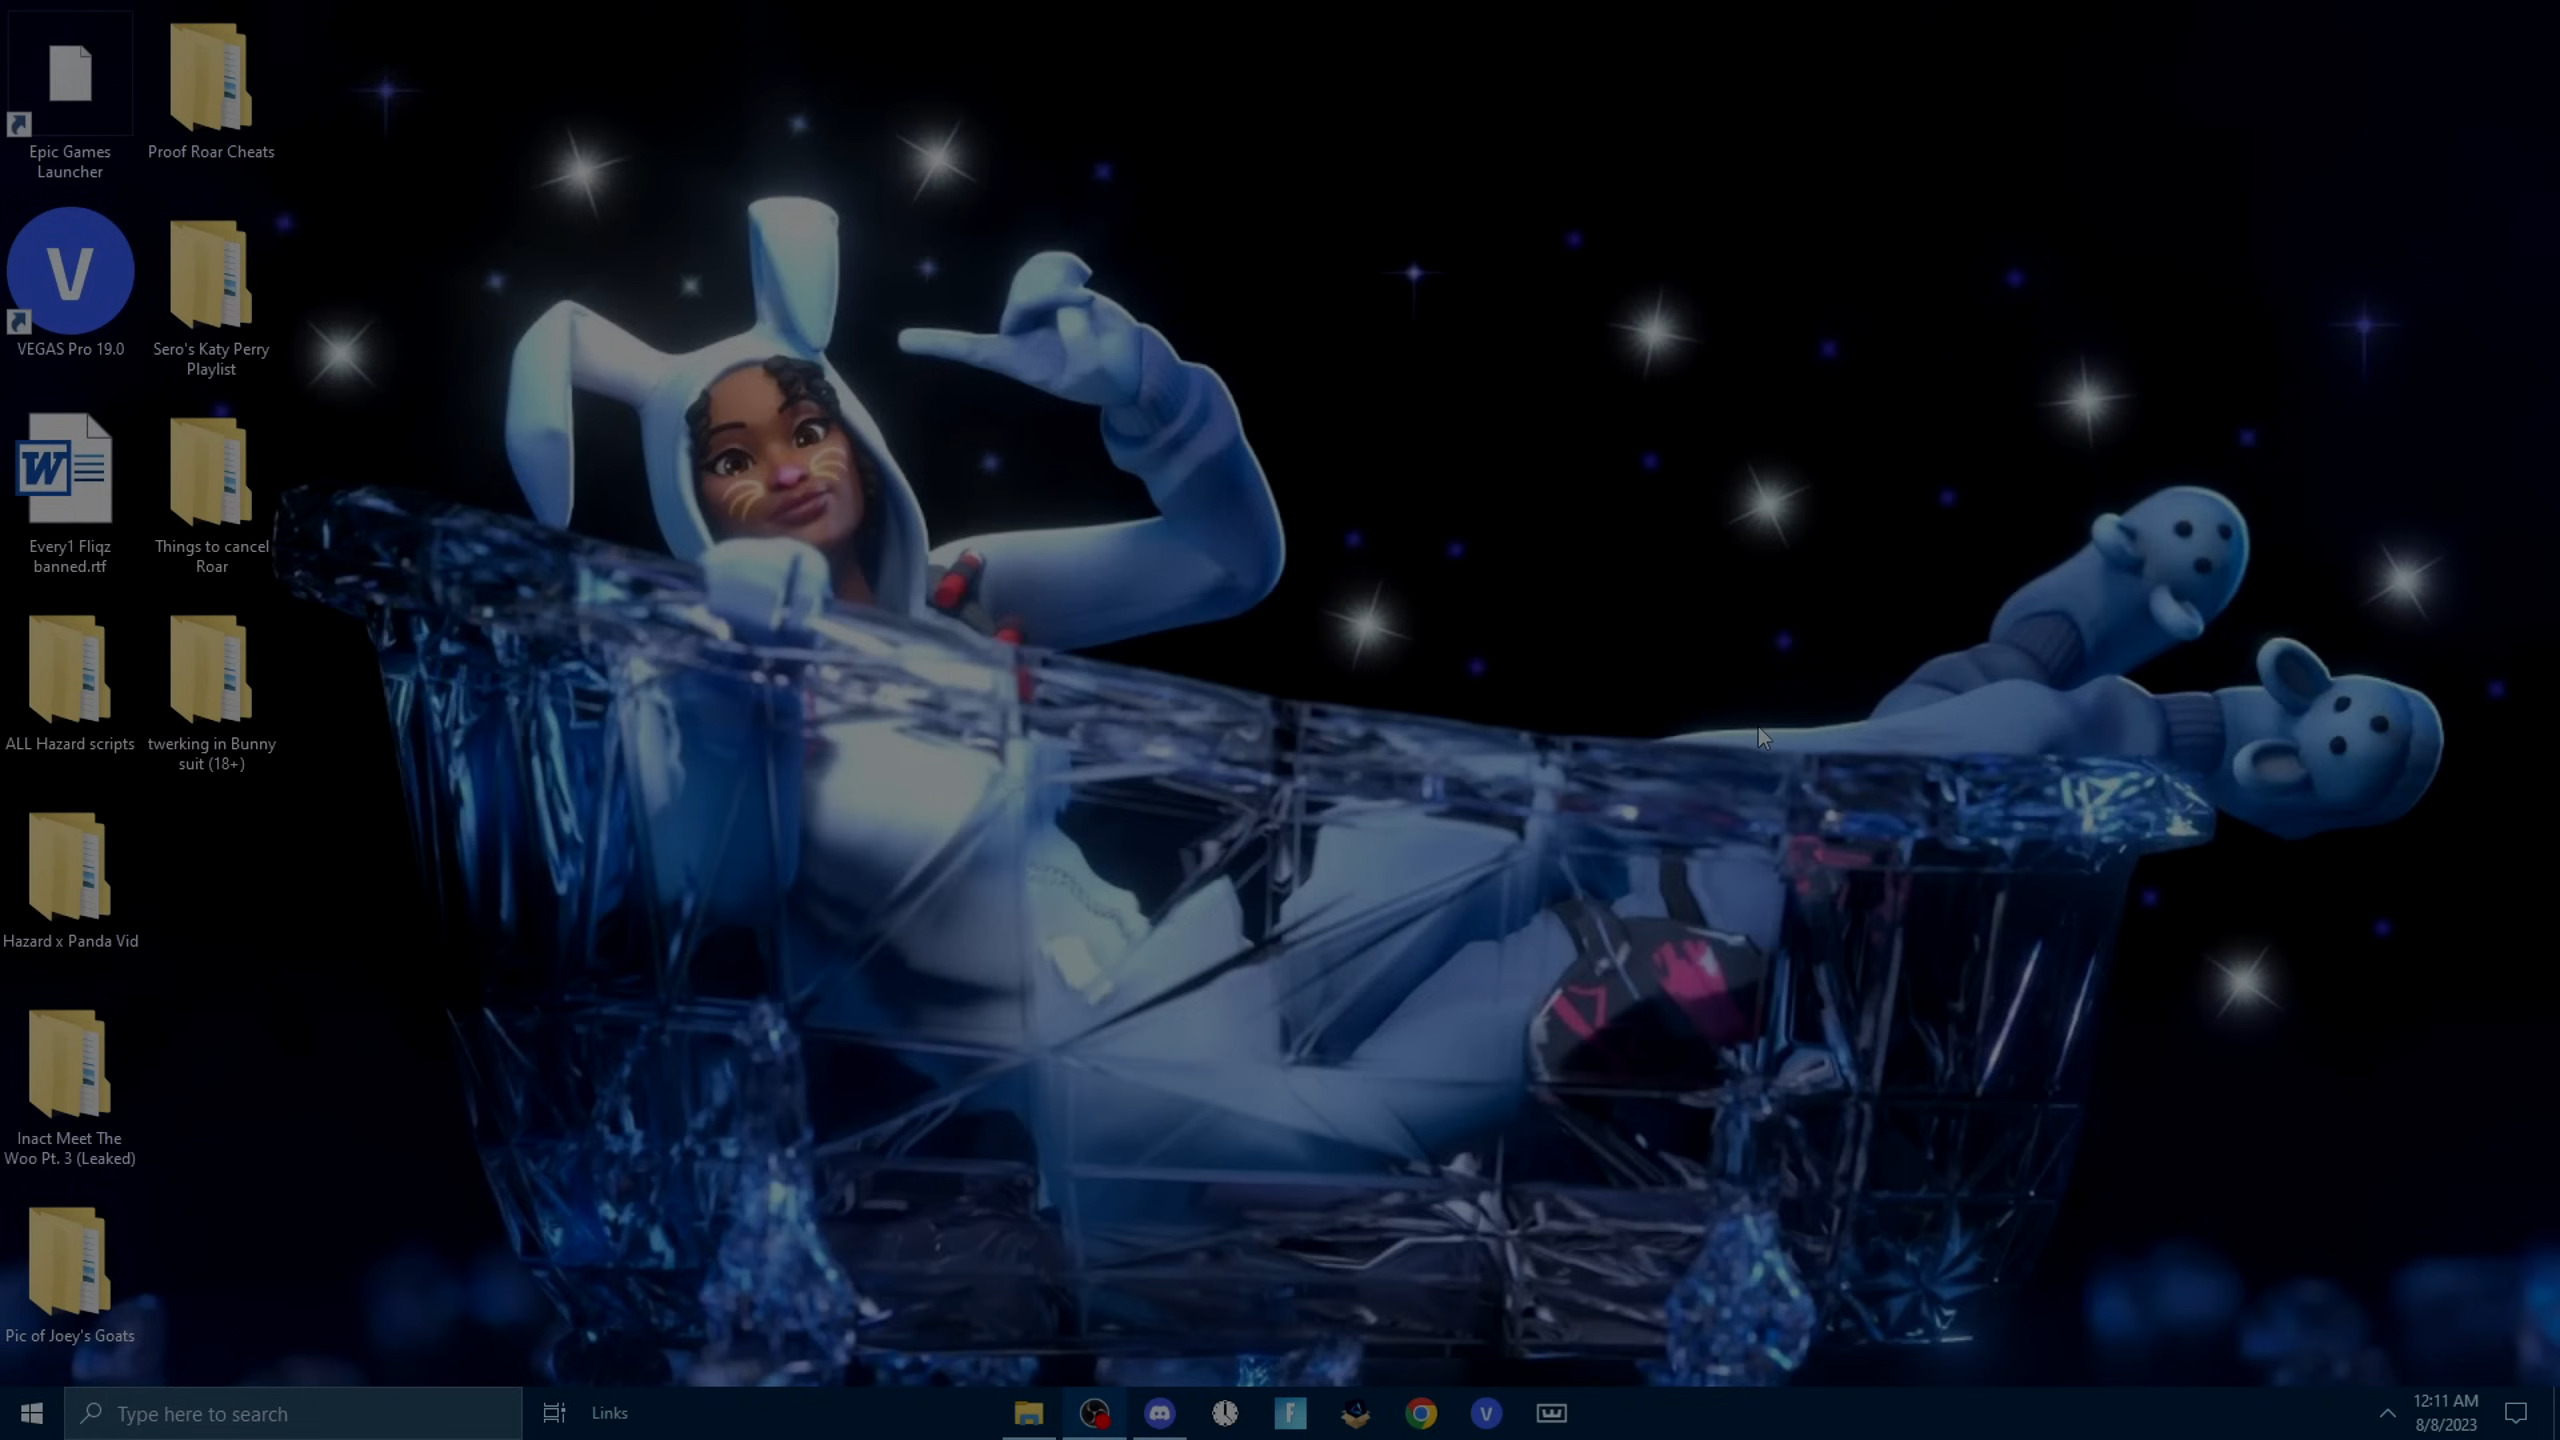 Epic Games
Launcher
Proof Roar Cheats
V
VEGAS Pro 19.0
Sero's Katy Perry
Playlist
W
Every1 Fliqz
banned.rtf
Things to cancel
Roar
ALL Hazard scripts
twerking in Bunny
suit (18+)
Hazard x Panda Vid
Inact Meet The
Woo Pt. 3 (Leaked)
Pic of Joey's Goats
Type here to search
Links
F
V
12:11 AM
8/8/2023